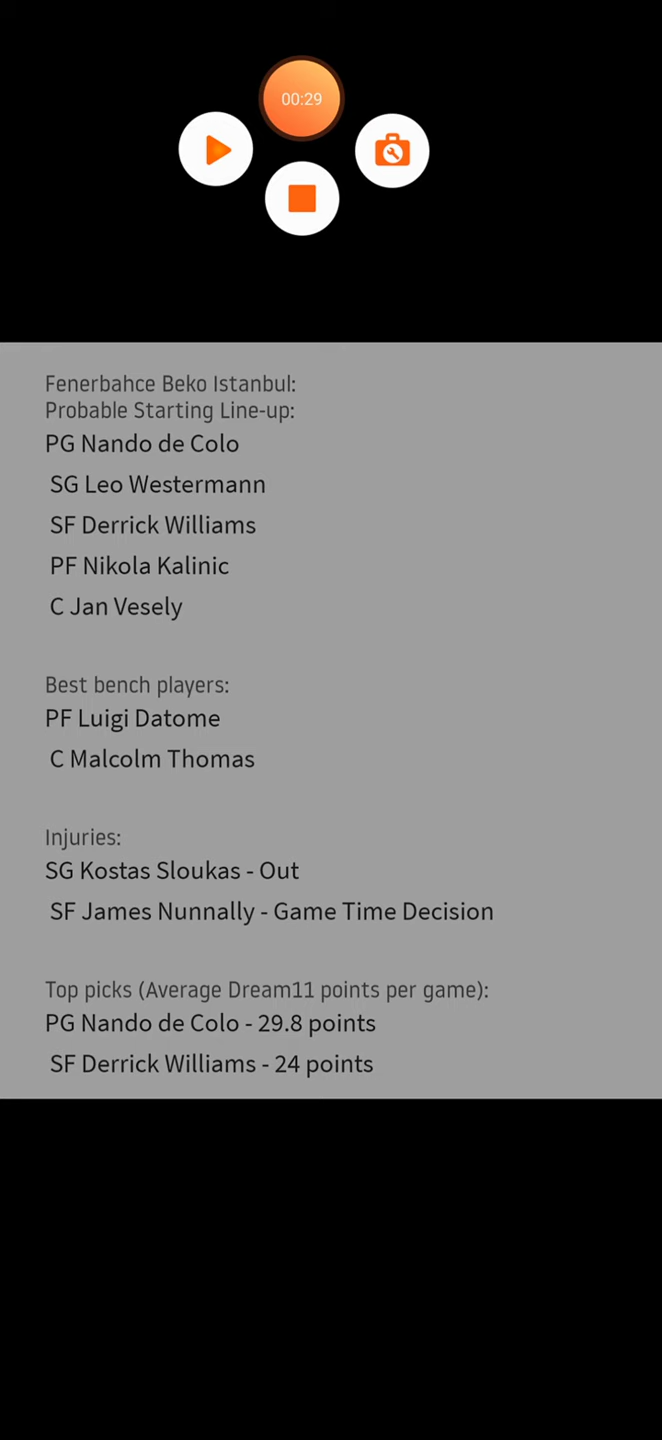 00:29
Fenerbahce Beko Istanbul:
Probable Starting Line-up:
PG Nando de Colo
SG Leo Westermann
SF Derrick Williams
PF Nikola Kalinic
C Jan Vesely
Best bench players:
PF Luigi Datome
C Malcolm Thomas
Injuries:
SG Kostas Sloukas - Out
SF James Nunnally - Game Time Decision
Top picks (Average Dream11 points per game):
PG Nando de Colo - 29.8 points
SF Derrick Williams - 24 points